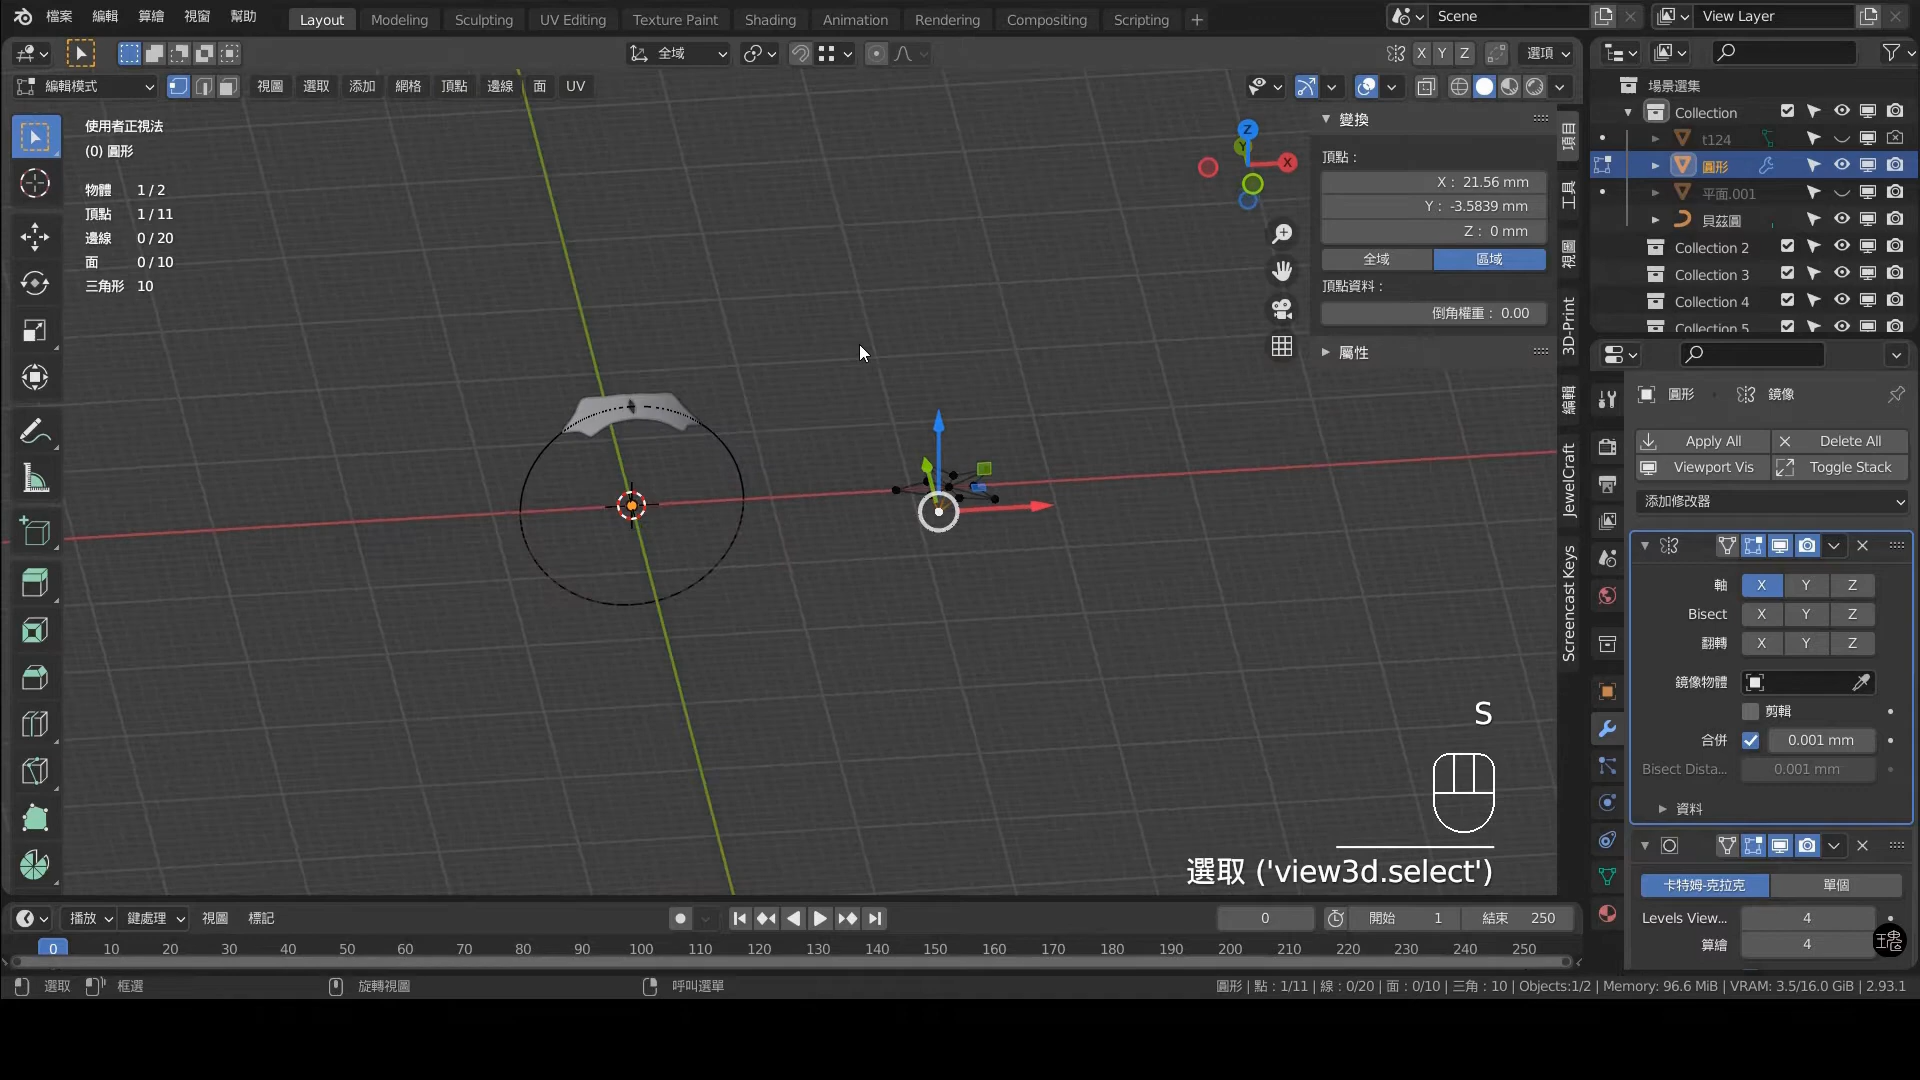 檔案 編輯 算繪 視窗 幫助 Layout Modeling Sculpting UV Editing Texture Paint Shading Animation Rendering Compositing Scripting + Scene View Layer
全域 X Y Z 選項
編輯模式 視圖 選取 添加 網格 頂點 邊線 面 UV
使用者正視法
(0) 圓形
物體 1 / 2
頂點 1 / 11
邊線 0 / 20
面 0 / 10
三角形 10
Z
Y
X
變換
頂點 :
X : 21.56 mm
Y : -3.5839 mm
Z : 0 mm
全域 區域
頂點資料 :
倒角權重 : 0.00
屬性
項目
工具
視圖
3D-Print
編輯
JewelCraft
Screencast Keys
場景選集
Collection
t124
圓形
平面.001
貝茲圓
Collection 2
Collection 3
Collection 4
Collection 5
圓形 鏡像
Apply All Delete All
Viewport Vis Toggle Stack
添加修改器
軸 X Y Z
Bisect X Y Z
翻轉 X Y Z
鏡像物體
剪輯
合併 0.001 mm
Bisect Dista... 0.001 mm
資料
卡特姆-克拉克 單個
Levels View... 4
算繪 4
S
選取 ('view3d.select')
播放 鍵處理 視圖 標記 0 開始 1 結束 250
0 10 20 30 40 50 60 70 80 90 100 110 120 130 140 150 160 170 180 190 200 210 220 230 240 250
選取 框選 旋轉視圖 呼叫選單 圓形 | 點 : 1/11 | 線 : 0/20 | 面 : 0/10 | 三角 : 10 | Objects:1/2 | Memory: 96.6 MiB | VRAM: 3.5/16.0 GiB | 2.93.1